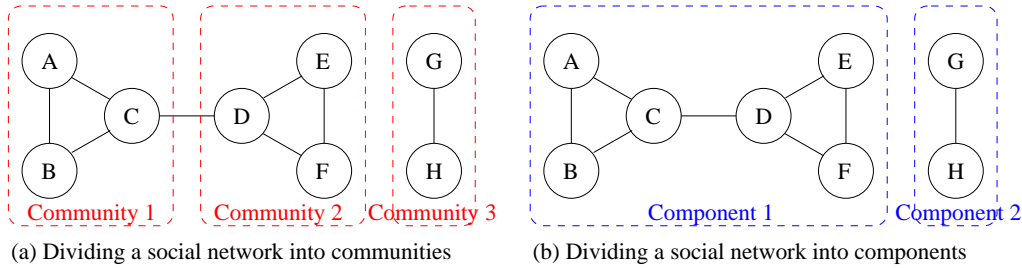 A
E
G
C
D
B
F
H
Community 1
Community 2
Community 3
(a) Dividing a social network into communities
A
E
G
C
D
B
F
H
Component 1
Component 2
(b) Dividing a social network into components